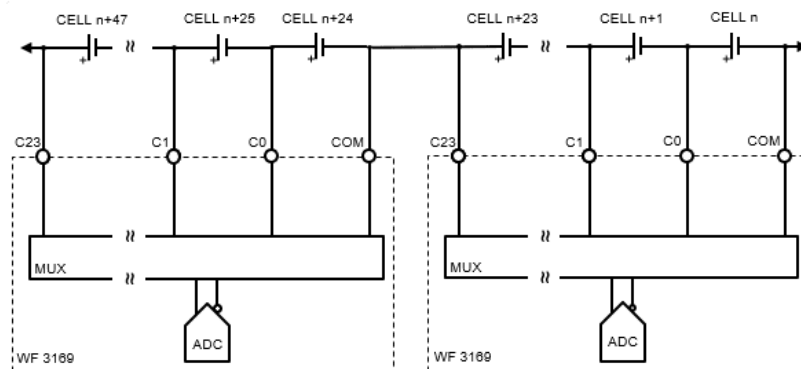 CELL n+47
CELL n+25
CELL n+24
CELL n+23
CELL n+1
CELL n
+
+
+
+
+
+
C23
C1
C0
COM
C23
C1
C0
COM
MUX
MUX
ADC
ADC
WF 3169
WF 3169